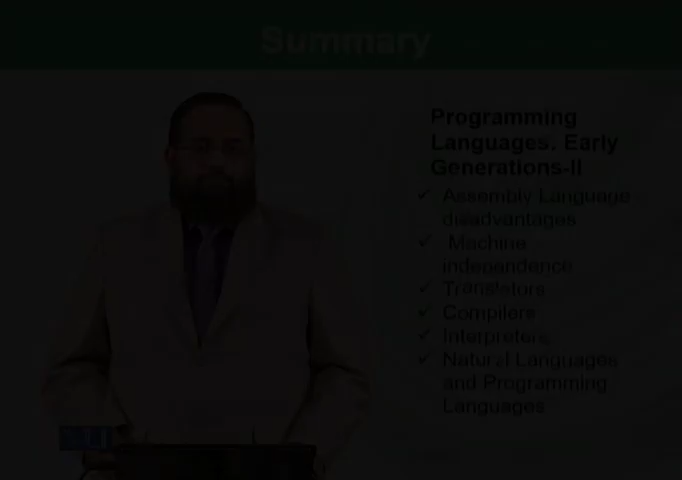 Summary
Programming
Languages. Early
Generations-II
✓ Assembly Language
disadvantages
✓ Machine
independence
✓ Translators
✓ Compilers
✓ Interpreters
✓ Natural Languages
and Programming
Languages